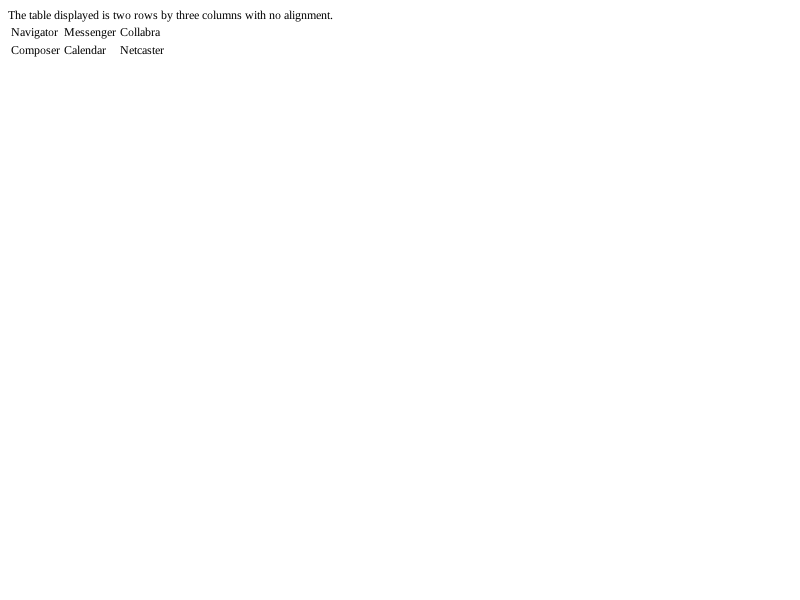 The table displayed is two rows by three columns with no alignment.
Navigator Messenger Collabra
Composer Calendar Netcaster